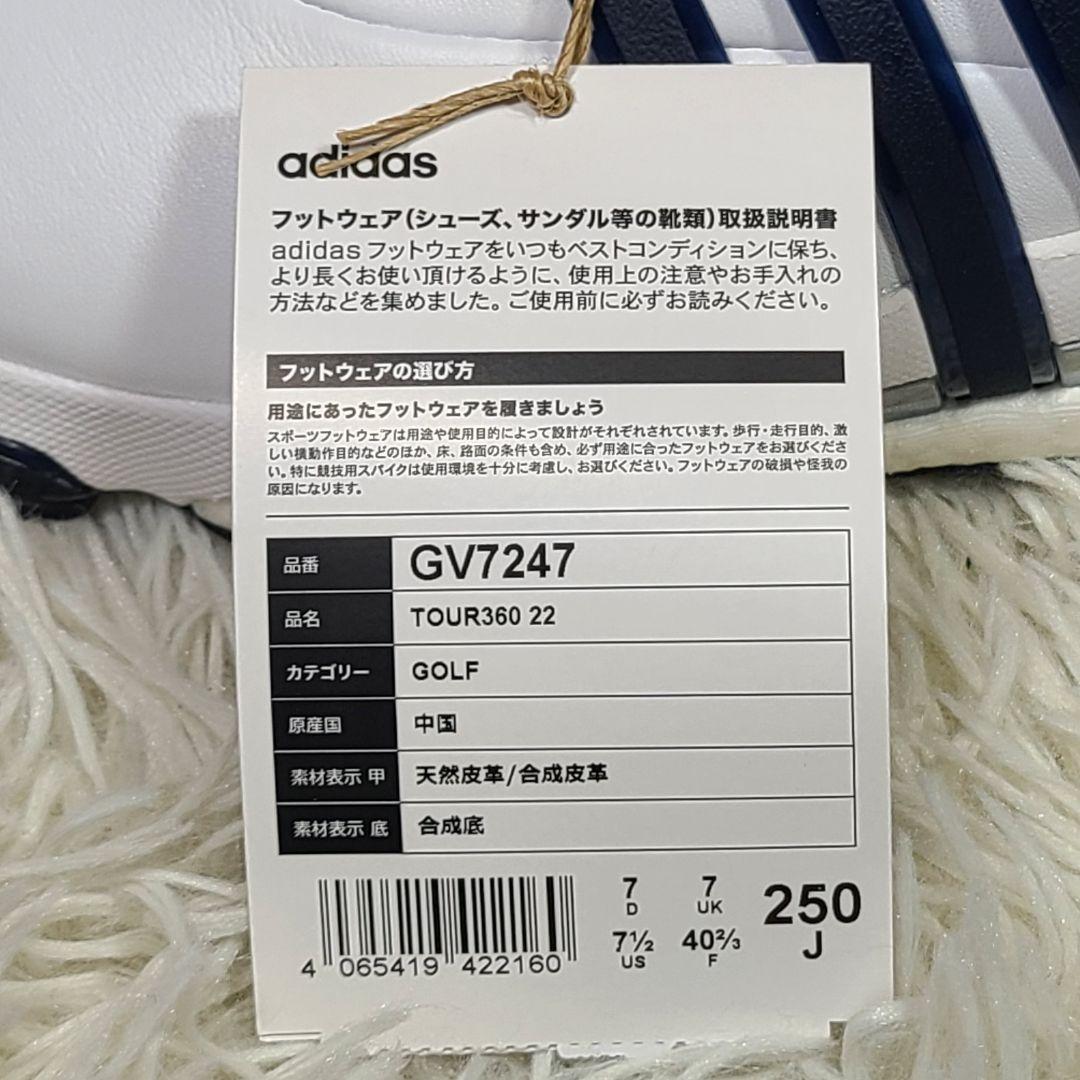 adidas
フットウェア(シューズ、サンダル等の靴類)取扱説明書
adidas フットウェアをいつもベストコンディションに保ち、
より長くお使い頂けるように、使用上の注意やお手入れの
方法などを集めました。ご使用前に必ずお読みください。
フットウェアの選び方
用途にあったフットウェアを履きましょう
スポーツフットウェアは用途や使用目的によって設計がそれぞれされています。歩行・走行目的、激
しい横動作目的などのほか、床、路面の条件も含め、必ず用途に合ったフットウェアをお選びくださ
い。特に競技用スパイクは使用環境を十分に考慮し、お選びください。フットウェアの破損や怪我の
原因になります。
品番 GV7247
品名 TOUR360 22
カテゴリー GOLF
原産国 中国
素材表示 甲 天然皮革/合成皮革
素材表示 底 合成底
4 065419 422160
7 D 7 UK 250 J
7½ US 40⅔ F